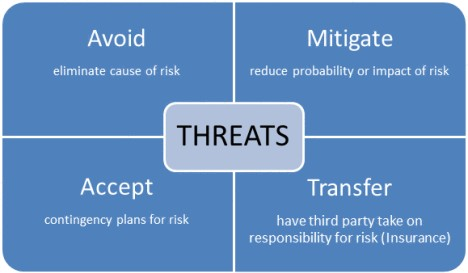 Avoid
eliminate cause of risk
Mitigate
reduce probability or impact of risk
THREATS
Accept
contingency plans for risk
Transfer
have third party take on
responsibility for risk (Insurance)